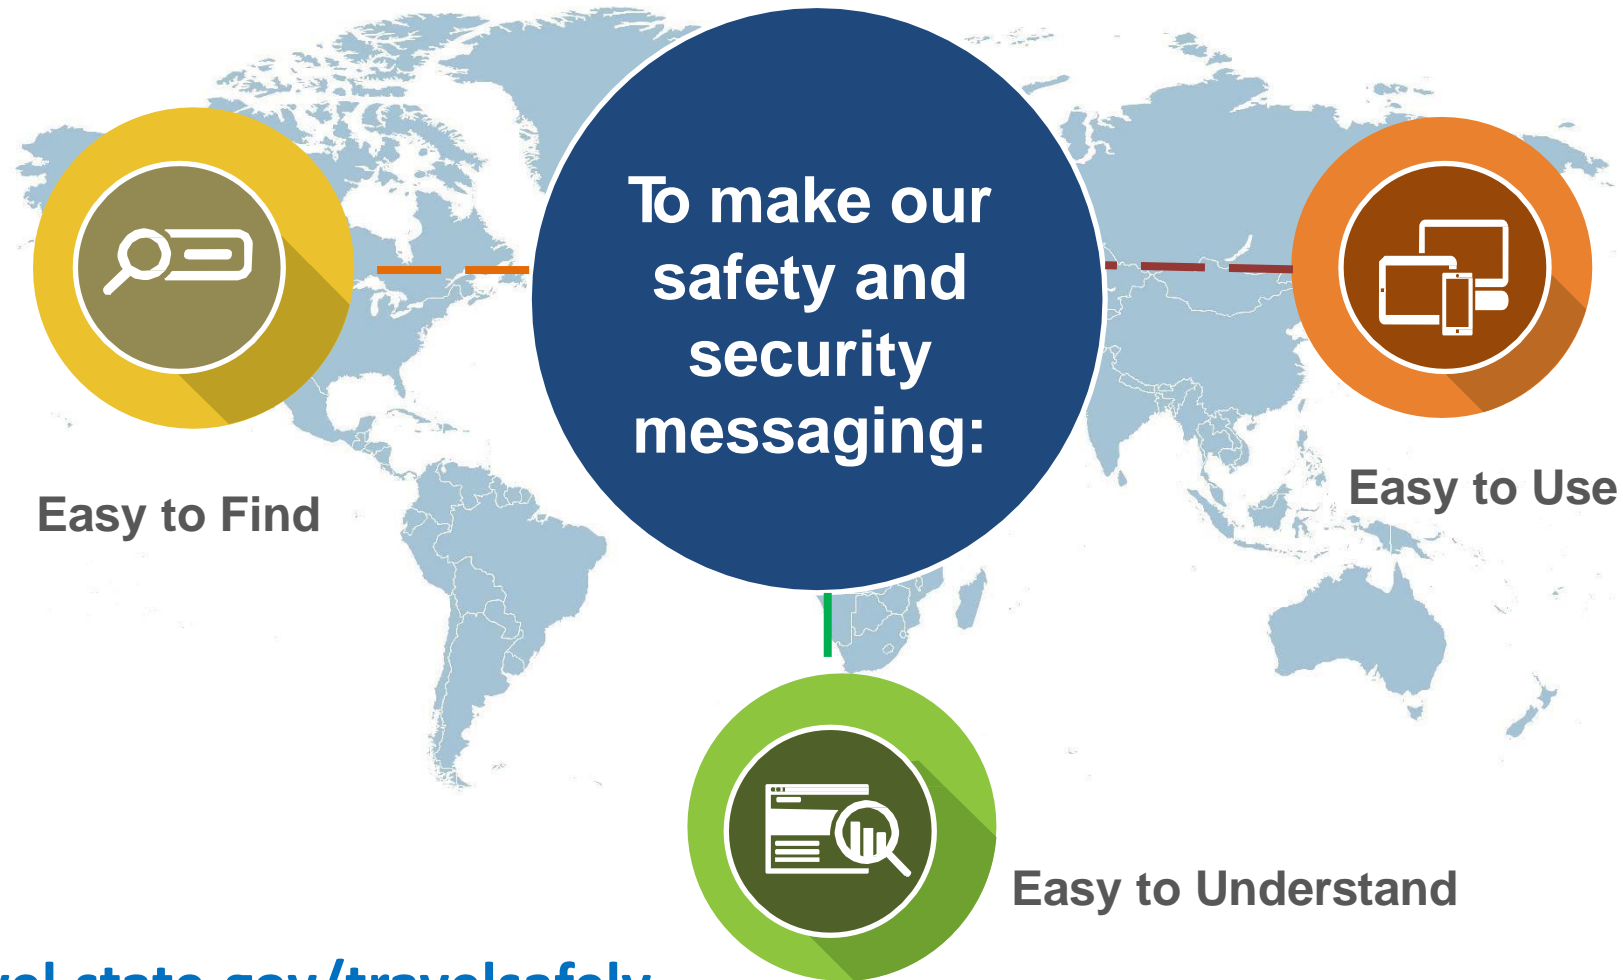 To make our
safety and
security
messaging:
Easy to Find
Easy to Use
Easy to Understand